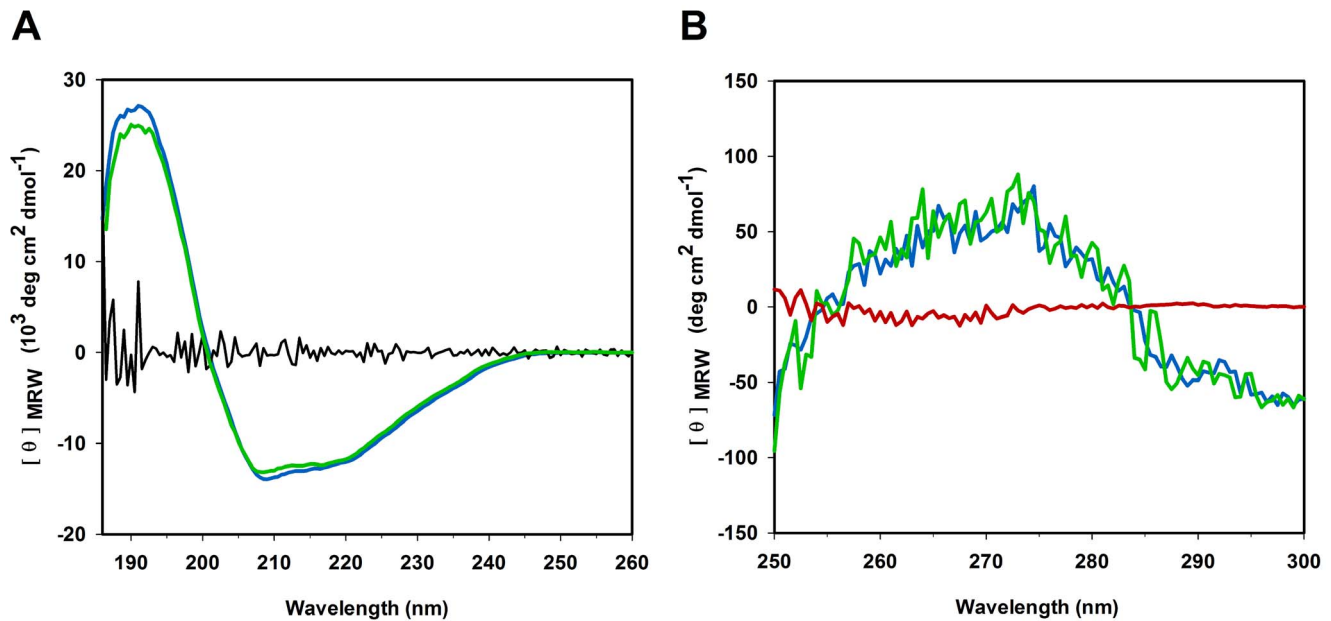 A
B
[ θ ] MRW (10³ deg cm² dmol⁻¹)
30
20
10
0
-10
-20
190 200 210 220 230 240 250 260
Wavelength (nm)
[ θ ] MRW (deg cm² dmol⁻¹)
150
100
50
0
-50
-100
-150
250 260 270 280 290 300
Wavelength (nm)